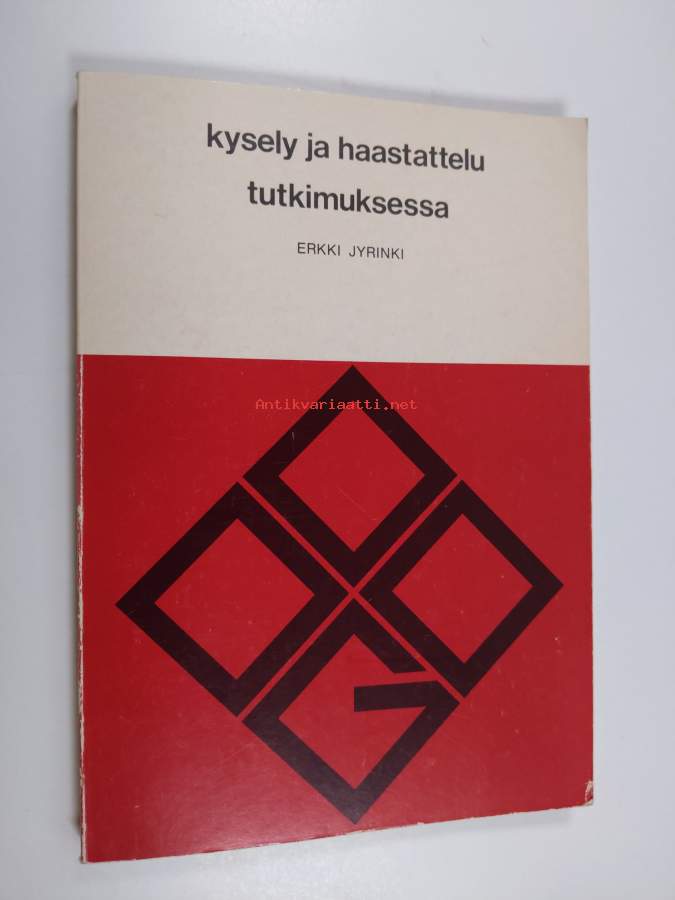 kysely ja haastattelu
tutkimuksessa
ERKKI JYRINKI
Antikvariaatti.net
G